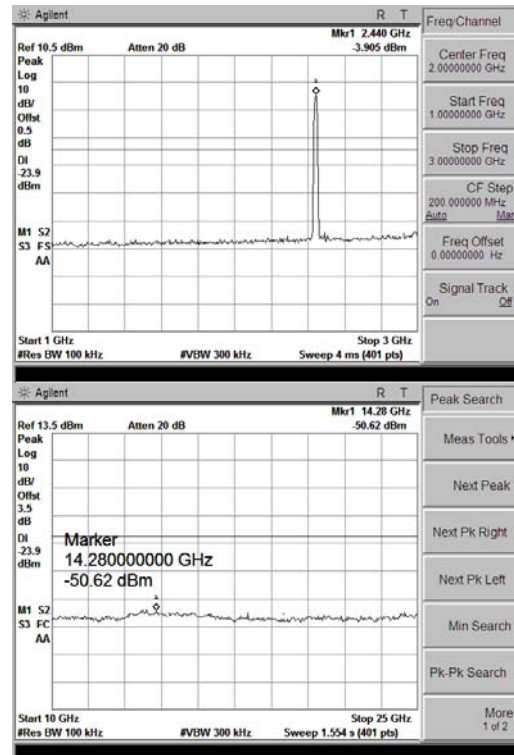 Agilent R T
Mkr1 2.440 GHz
Ref 10.5 dBm Atten 20 dB -3.905 dBm
Peak
Log
10
dB/
Offst
0.5
dB
DI
-23.9
dBm
M1 S2
S3 FS
AA
Start 1 GHz Stop 3 GHz
#Res BW 100 kHz #VBW 300 kHz Sweep 4 ms (401 pts)
Freq/Channel
Center Freq
2.00000000 GHz
Start Freq
1.00000000 GHz
Stop Freq
3.00000000 GHz
CF Step
200.000000 MHz
Auto Man
Freq Offset
0.00000000 Hz
Signal Track
On Off
Agilent R T
Mkr1 14.28 GHz
Ref 13.5 dBm Atten 20 dB -50.62 dBm
Peak
Log
10
dB/
Offst
3.5
dB
DI
-23.9
dBm
Marker
14.280000000 GHz
-50.62 dBm
M1 S2
S3 FC
AA
Start 10 GHz Stop 25 GHz
#Res BW 100 kHz #VBW 300 kHz Sweep 1.554 s (401 pts)
Peak Search
Meas Tools
Next Peak
Next Pk Right
Next Pk Left
Min Search
Pk-Pk Search
More
1 of 2